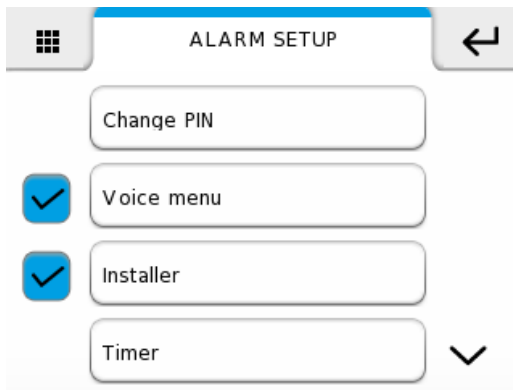 ALARM SETUP
Change PIN
Voice menu
Installer
Timer